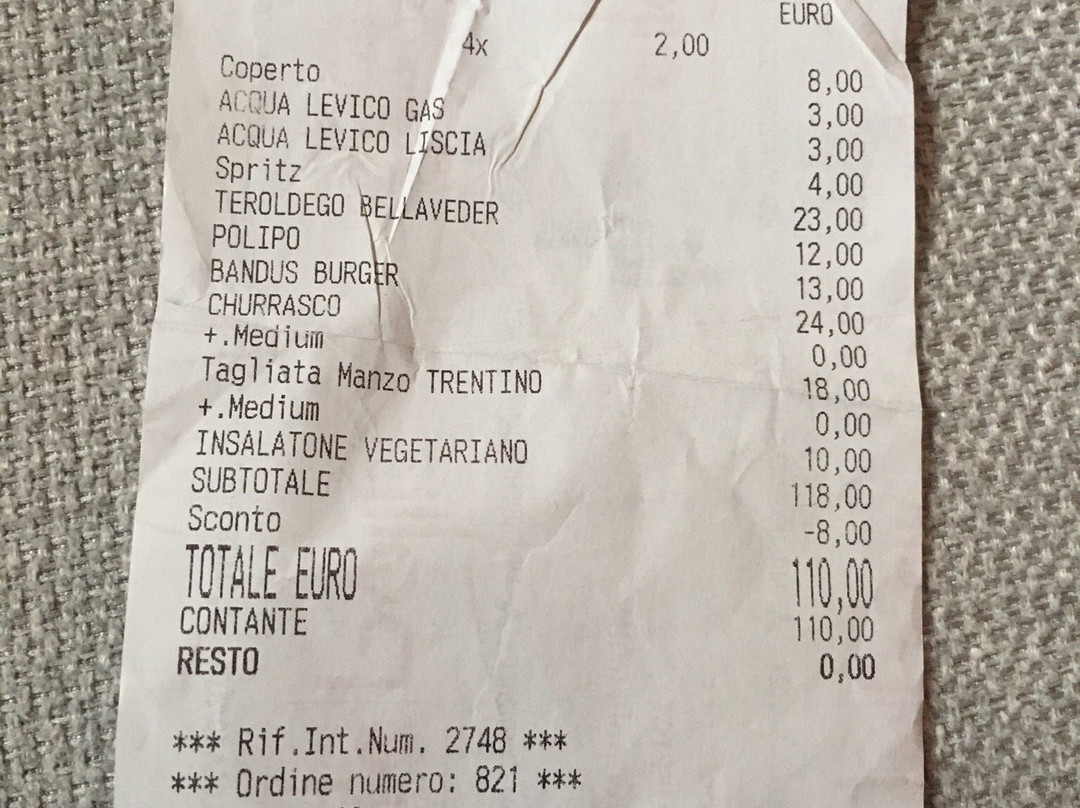 EURO
4x 2,00
Coperto 8,00
ACQUA LEVICO GAS 3,00
ACQUA LEVICO LISCIA 3,00
Spritz 4,00
TEROLDEGO BELLAVEDER 23,00
POLIPO 12,00
BANDUS BURGER 13,00
CHURRASCO 24,00
+.Medium 0,00
Tagliata Manzo TRENTINO 18,00
+.Medium 0,00
INSALATONE VEGETARIANO 10,00
SUBTOTALE 118,00
Sconto -8,00
TOTALE EURO 110,00
CONTANTE 110,00
RESTO 0,00
*** Rif.Int.Num. 2748 ***
*** Ordine numero: 821 ***